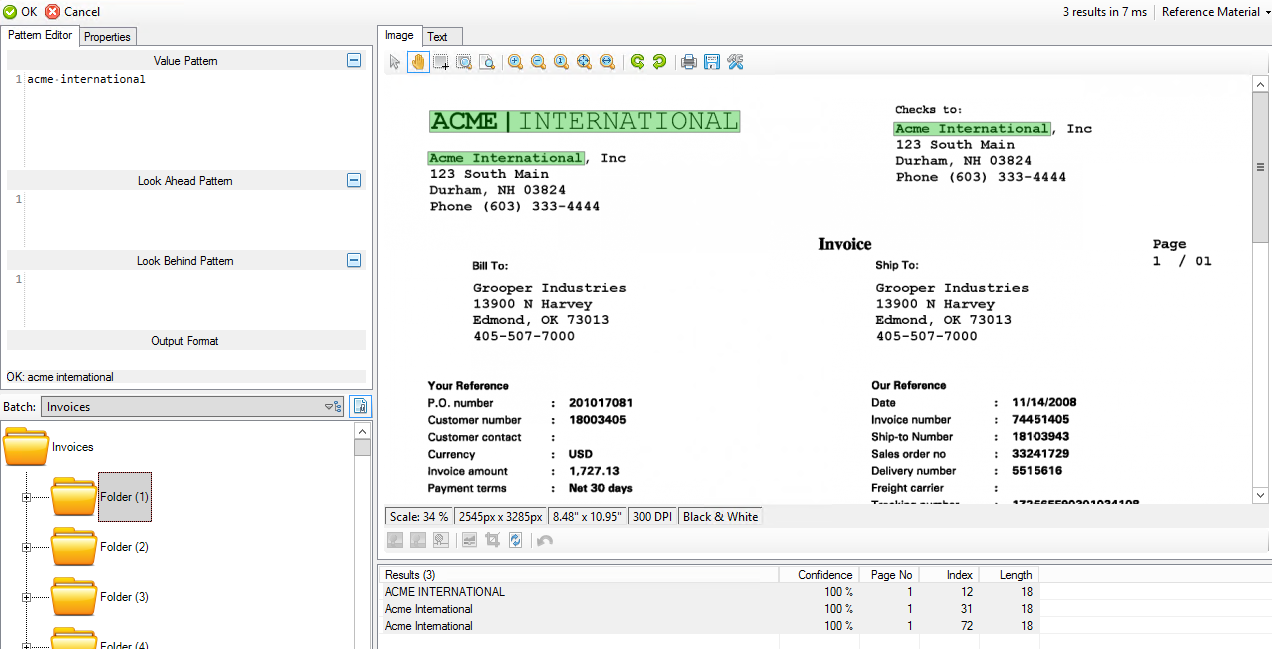 OK Cancel 3 results in 7 ms Reference Material
Pattern Editor Properties
Value Pattern
1 acme·international
Look Ahead Pattern
1
Look Behind Pattern
1
Output Format
OK: acme international
Batch: Invoices
Invoices
Folder (1)
Folder (2)
Folder (3)
Folder (4)
Image Text
ACME | INTERNATIONAL
Acme International, Inc
123 South Main
Durham, NH 03824
Phone (603) 333-4444
Checks to:
Acme International, Inc
123 South Main
Durham, NH 03824
Phone (603) 333-4444
Invoice
Page
1 / 01
Bill To:
Grooper Industries
13900 N Harvey
Edmond, OK 73013
405-507-7000
Ship To:
Grooper Industries
13900 N Harvey
Edmond, OK 73013
405-507-7000
Your Reference
P.O. number : 201017081
Customer number : 18003405
Customer contact :
Currency : USD
Invoice amount : 1,727.13
Payment terms : Net 30 days
Our Reference
Date : 11/14/2008
Invoice number : 74451405
Ship-to Number : 18103943
Sales order no : 33241729
Delivery number : 5515616
Freight carrier :
Scale: 34 % 2545px x 3285px 8.48" x 10.95" 300 DPI Black & White
Results (3) Confidence Page No Index Length
ACME INTERNATIONAL 100 % 1 12 18
Acme International 100 % 1 31 18
Acme International 100 % 1 72 18